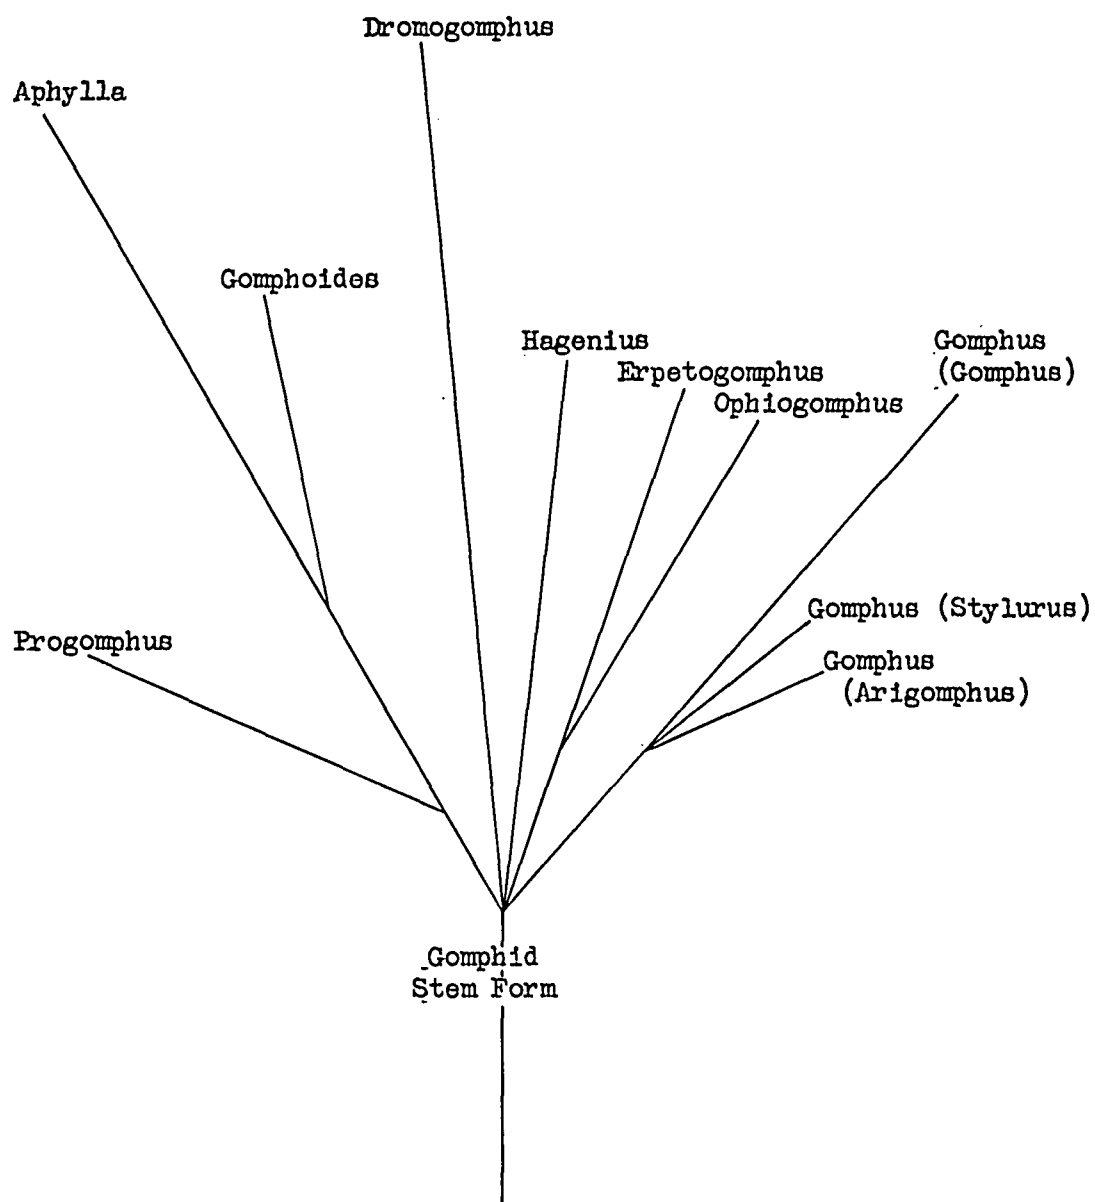 Dromogomphus
Aphylla
Gomphoides
Hagenius
Erpetogomphus
Ophiogomphus
Gomphus
(Gomphus)
Gomphus (Stylurus)
Gomphus
(Arigomphus)
Progomphus
Gomphid
Stem Form